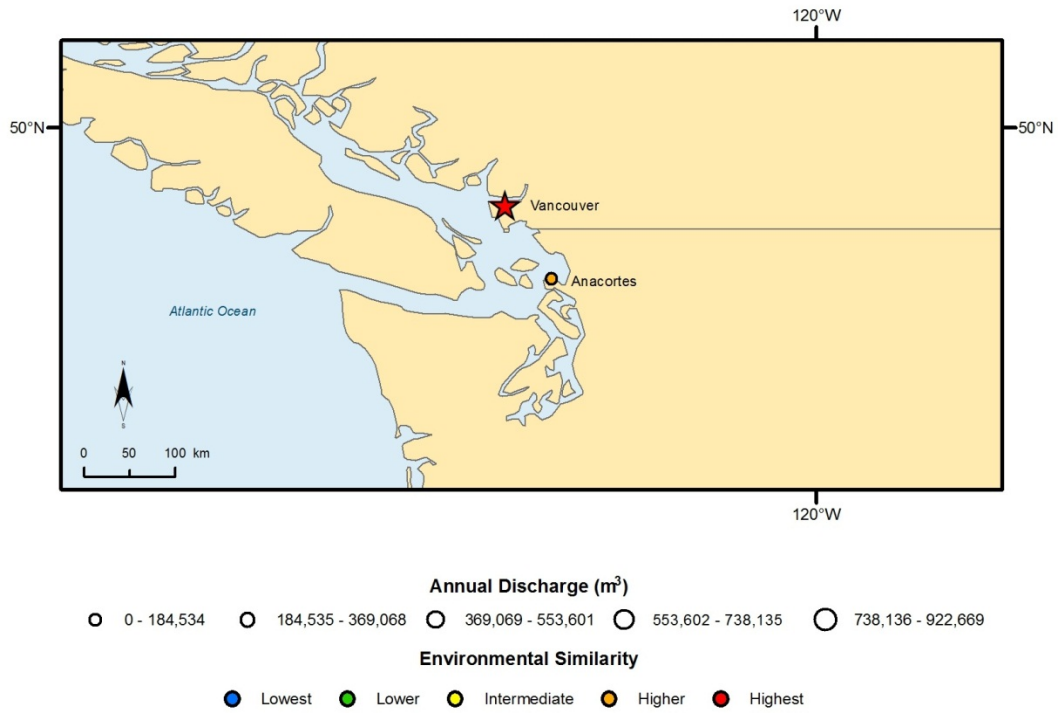 120°W
50°N
50°N
Vancouver
Anacortes
Atlantic Ocean
N
S
0 50 100 km
120°W
Annual Discharge (m³)
0 - 184,534 184,535 - 369,068 369,069 - 553,601 553,602 - 738,135 738,136 - 922,669
Environmental Similarity
Lowest Lower Intermediate Higher Highest